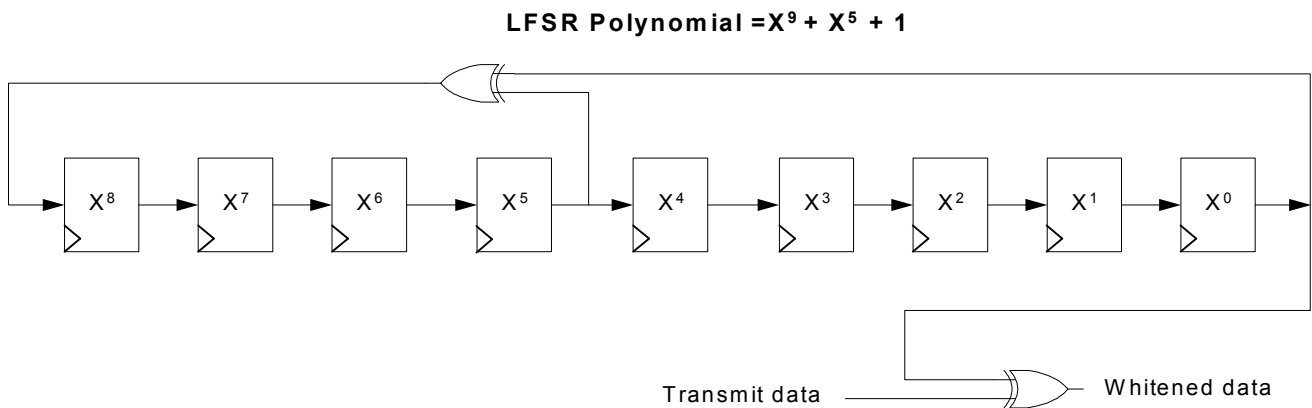 LFSR Polynomial =X⁹ + X⁵ + 1
X⁸ X⁷ X⁶ X⁵ X⁴ X³ X² X¹ X⁰
Transmit data
Whitened data